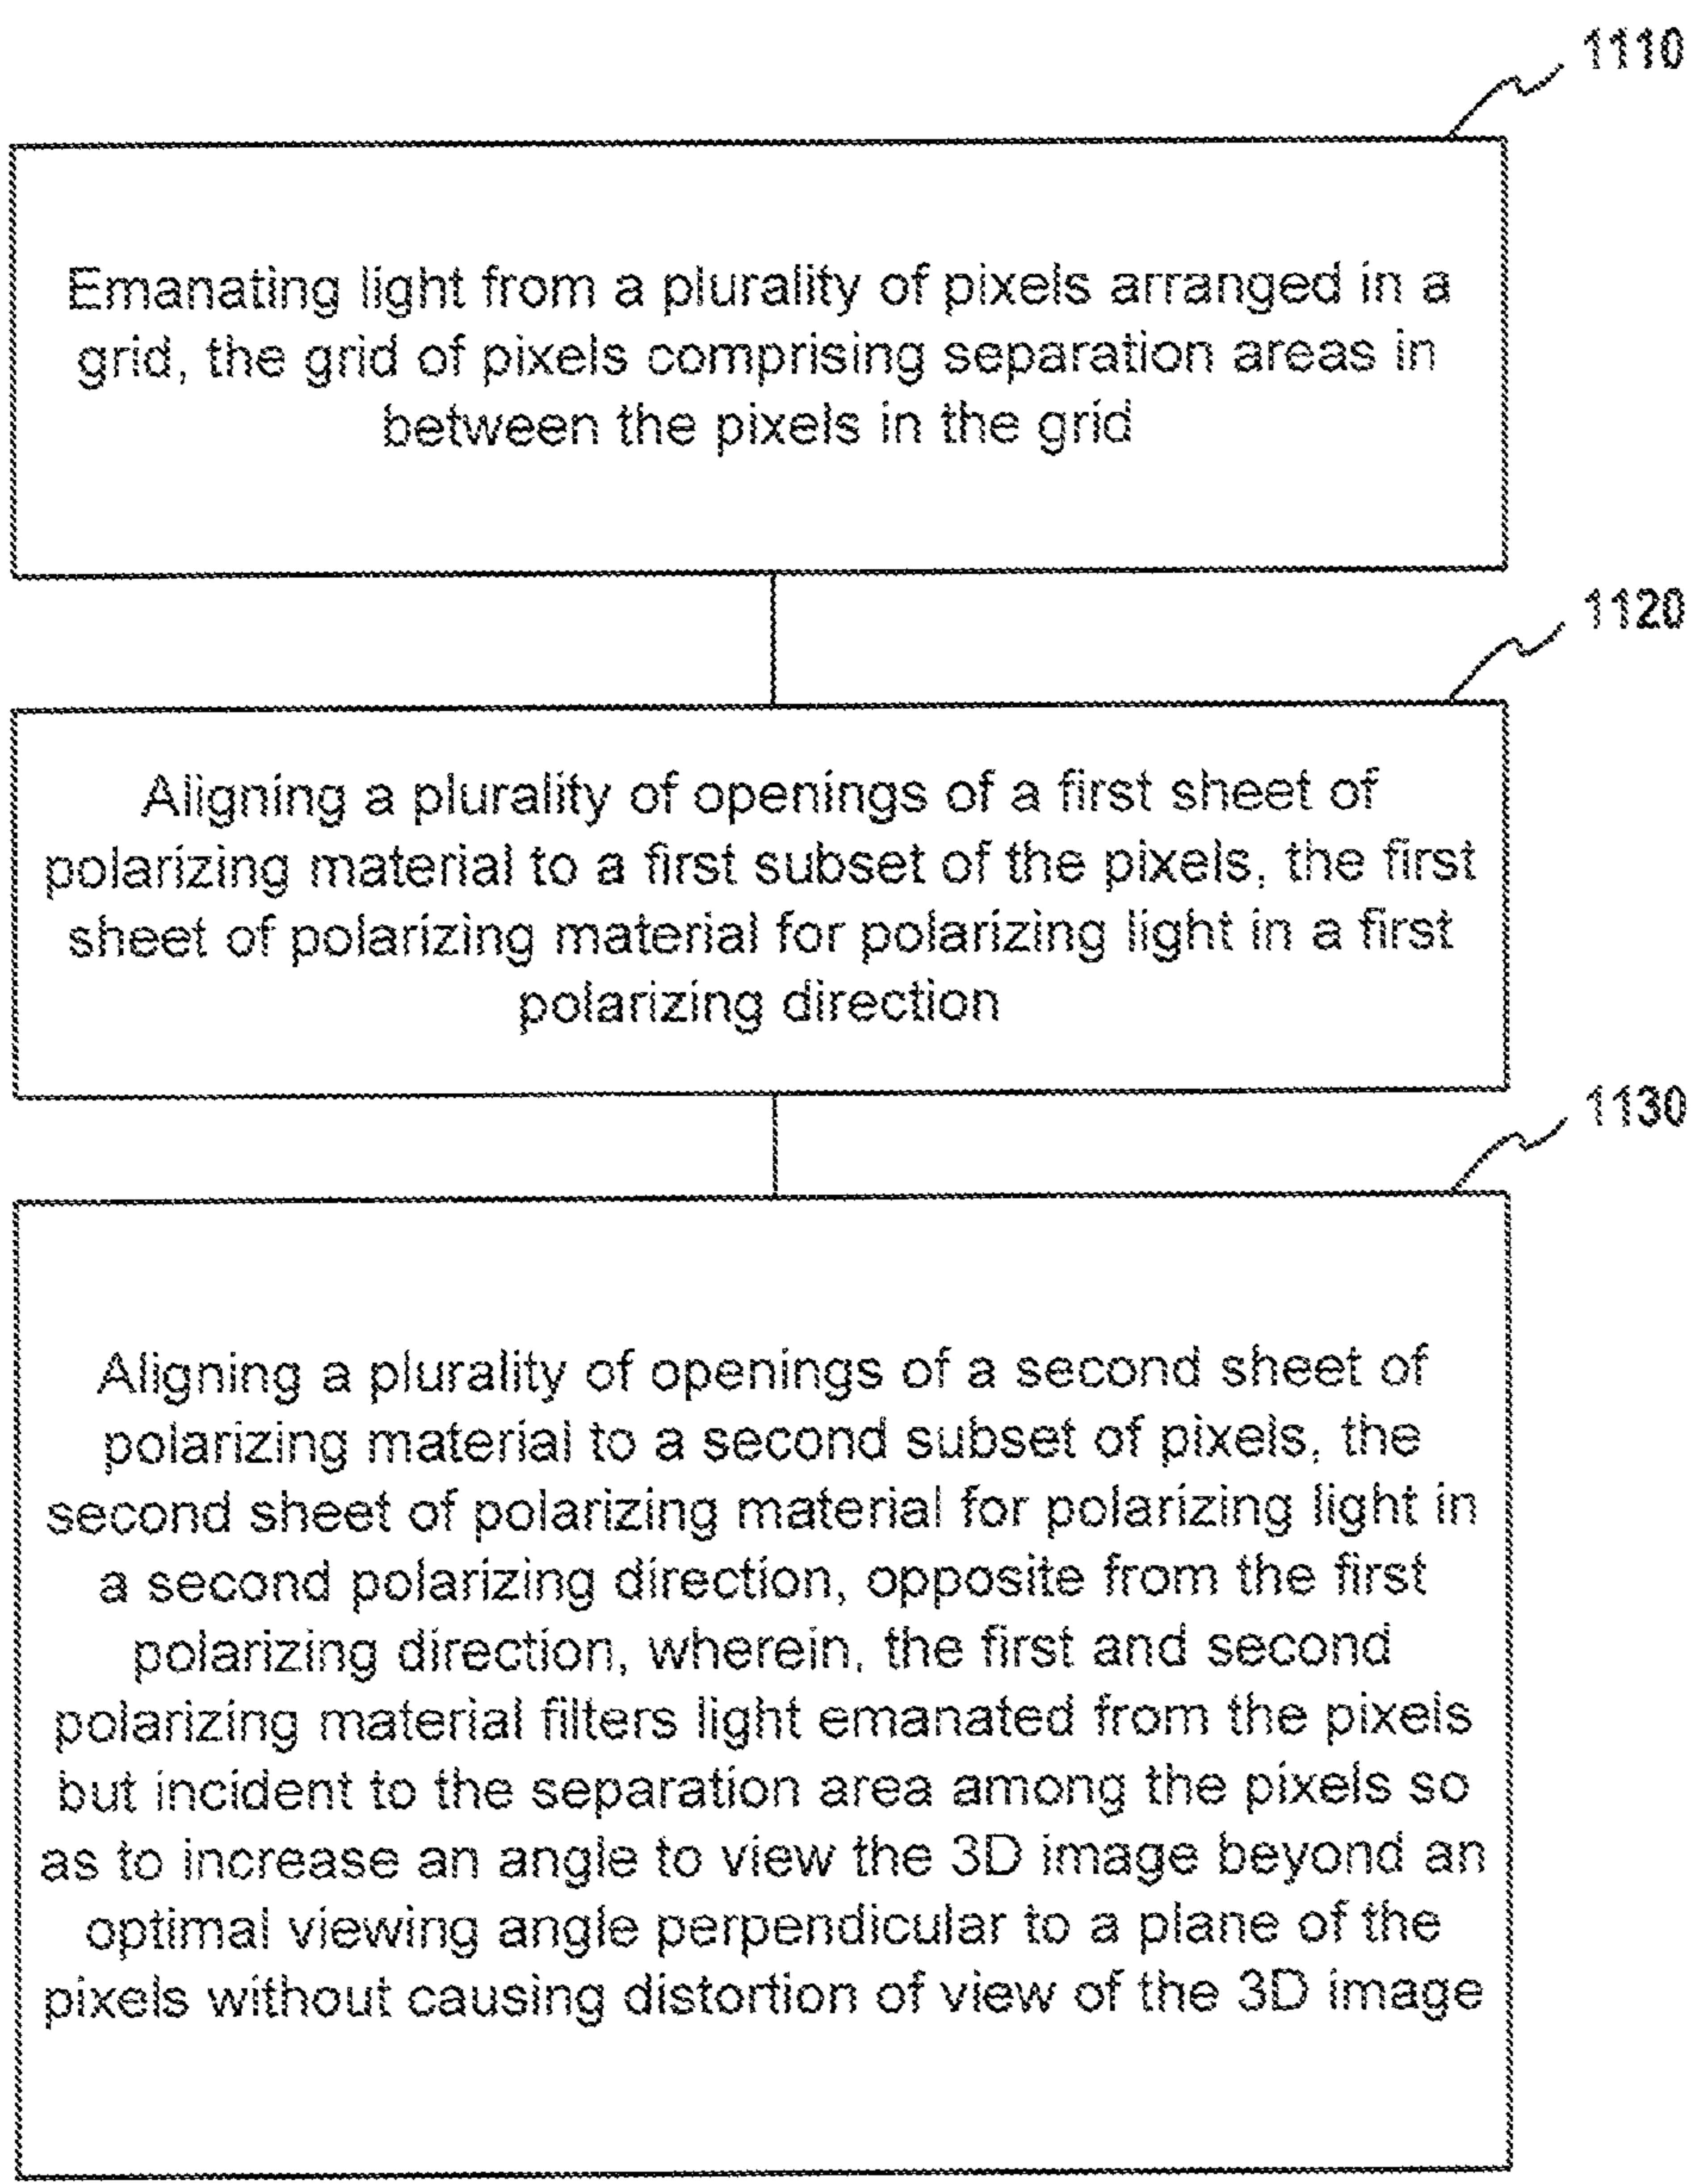 1110
Emanating light from a plurality of pixels arranged in a
grid, the grid of pixels comprising separation areas in
between the pixels in the grid
1120
Aligning a plurality of openings of a first sheet of
polarizing material to a first subset of the pixels, the first
sheet of polarizing material for polarizing light in a first
polarizing direction
1130
Aligning a plurality of openings of a second sheet of
polarizing material to a second subset of pixels, the
second sheet of polarizing material for polarizing light in
a second polarizing direction, opposite from the first
polarizing direction, wherein, the first and second
polarizing material filters light emanated from the pixels
but incident to the separation area among the pixels so
as to increase an angle to view the 3D image beyond an
optimal viewing angle perpendicular to a plane of the
pixels without causing distortion of view of the 3D image